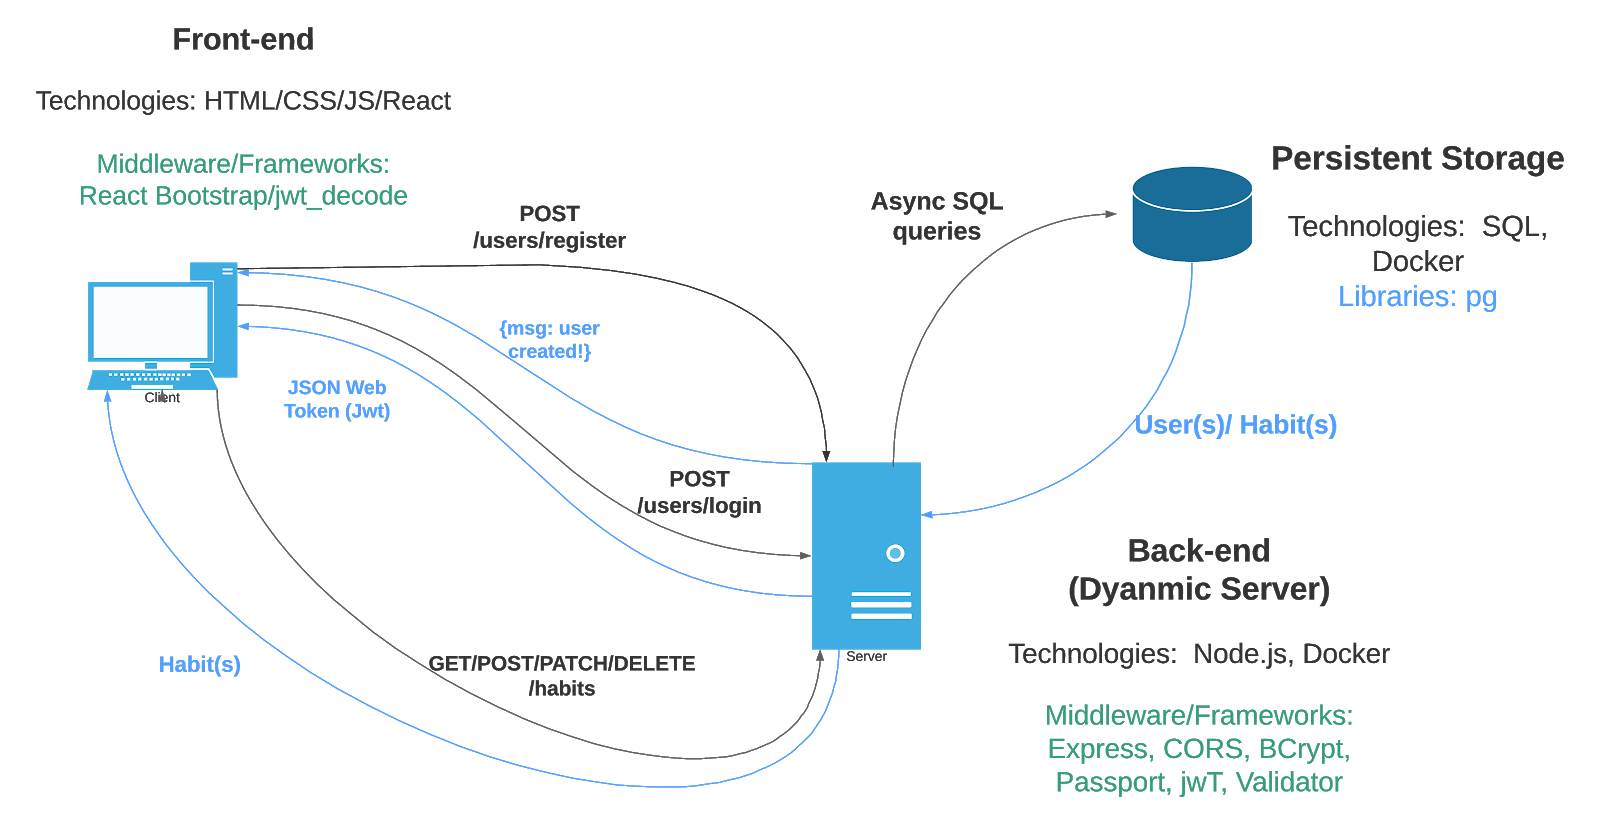 Front-end
Technologies: HTML/CSS/JS/React
Middleware/Frameworks:
React Bootstrap/jwt_decode
POST
/users/register
{msg: user
created!}
JSON Web
Token (Jwt)
Client
POST
/users/login
Habit(s)
GET/POST/PATCH/DELETE
/habits
Server
Async SQL
queries
Persistent Storage
Technologies:  SQL,
Docker
Libraries: pg
User(s)/ Habit(s)
Back-end
(Dyanmic Server)
Technologies:  Node.js, Docker
Middleware/Frameworks:
Express, CORS, BCrypt,
Passport, jwT, Validator